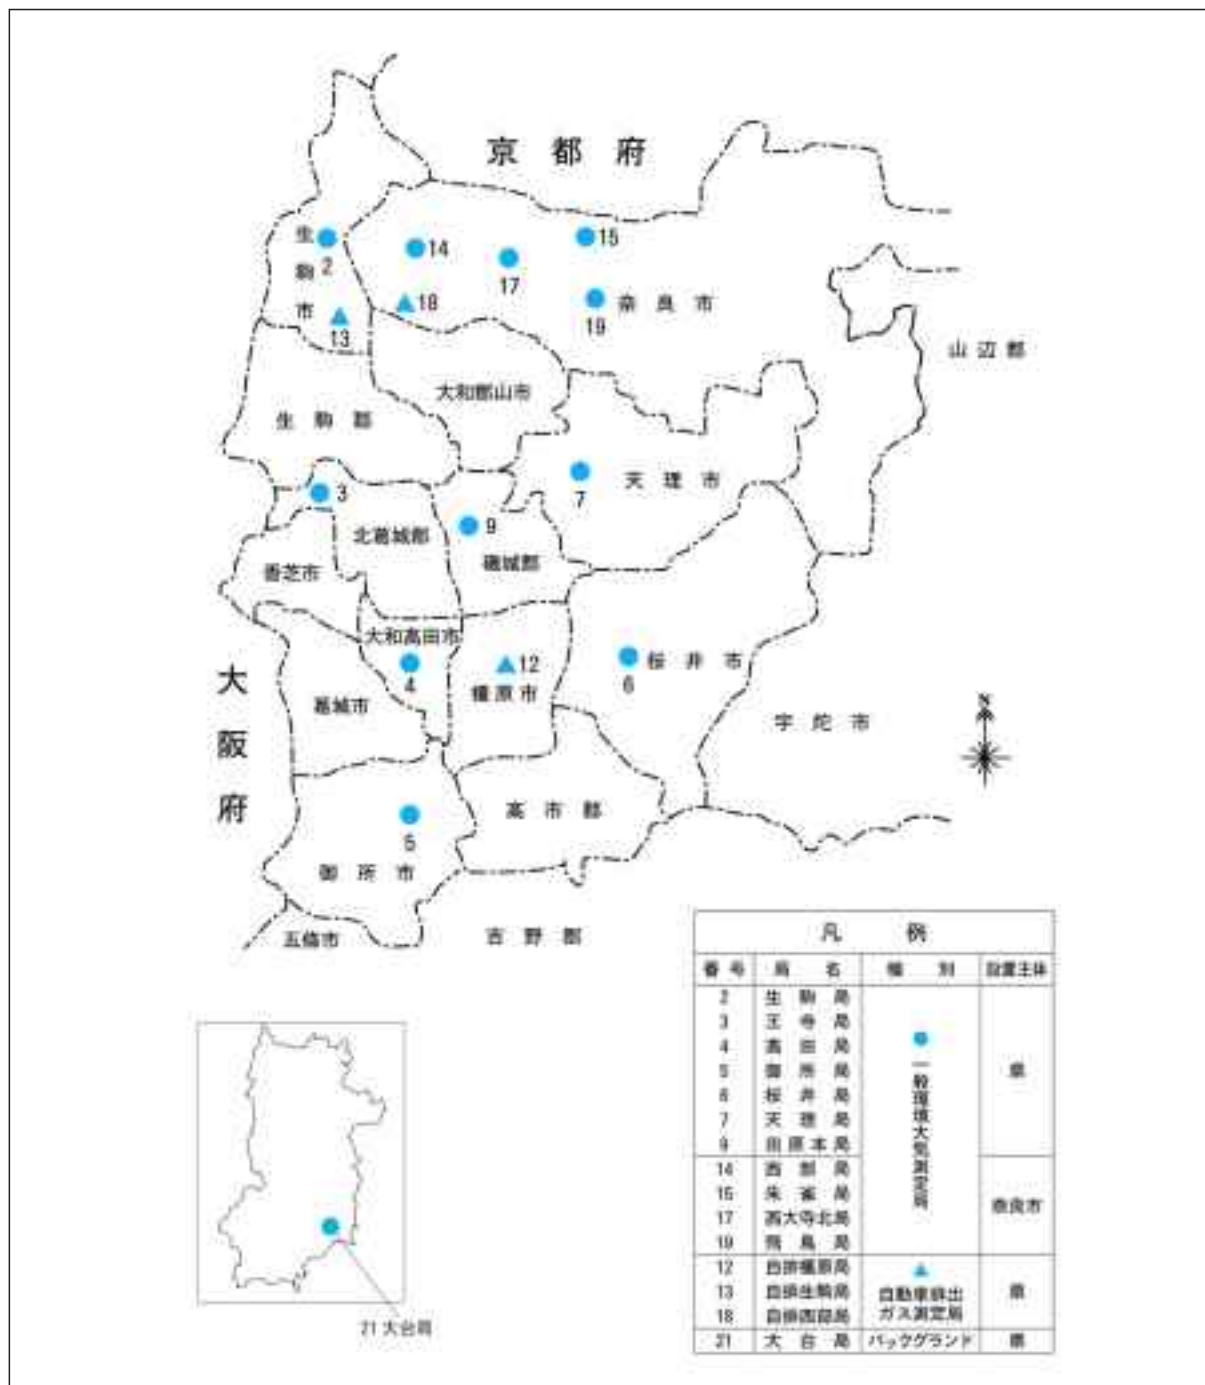 京都府
生駒市
2
14
17
15
18
19
奈良市
13
山辺郡
大和郡山市
生駒郡
7
天理市
3
北葛城郡
9
磯城郡
香芝市
大和高田市
4
12
橿原市
6
桜井市
大阪府
葛城市
宇陀市
N
高市郡
5
御所市
五條市
吉野郡
凡例
番号 局名 種別 設置主体
2 生駒局
3 王寺局
4 高田局
5 御所局
6 桜井局
7 天理局
9 田原本局
一般環境大気測定局
県
14 西部局
15 朱雀局
17 西大寺北局
19 飛鳥局
奈良市
12 自排橿原局
13 自排生駒局
18 自排西部局
自動車排出
ガス測定局
県
21 大台局 バックグランド 県
21 大台局